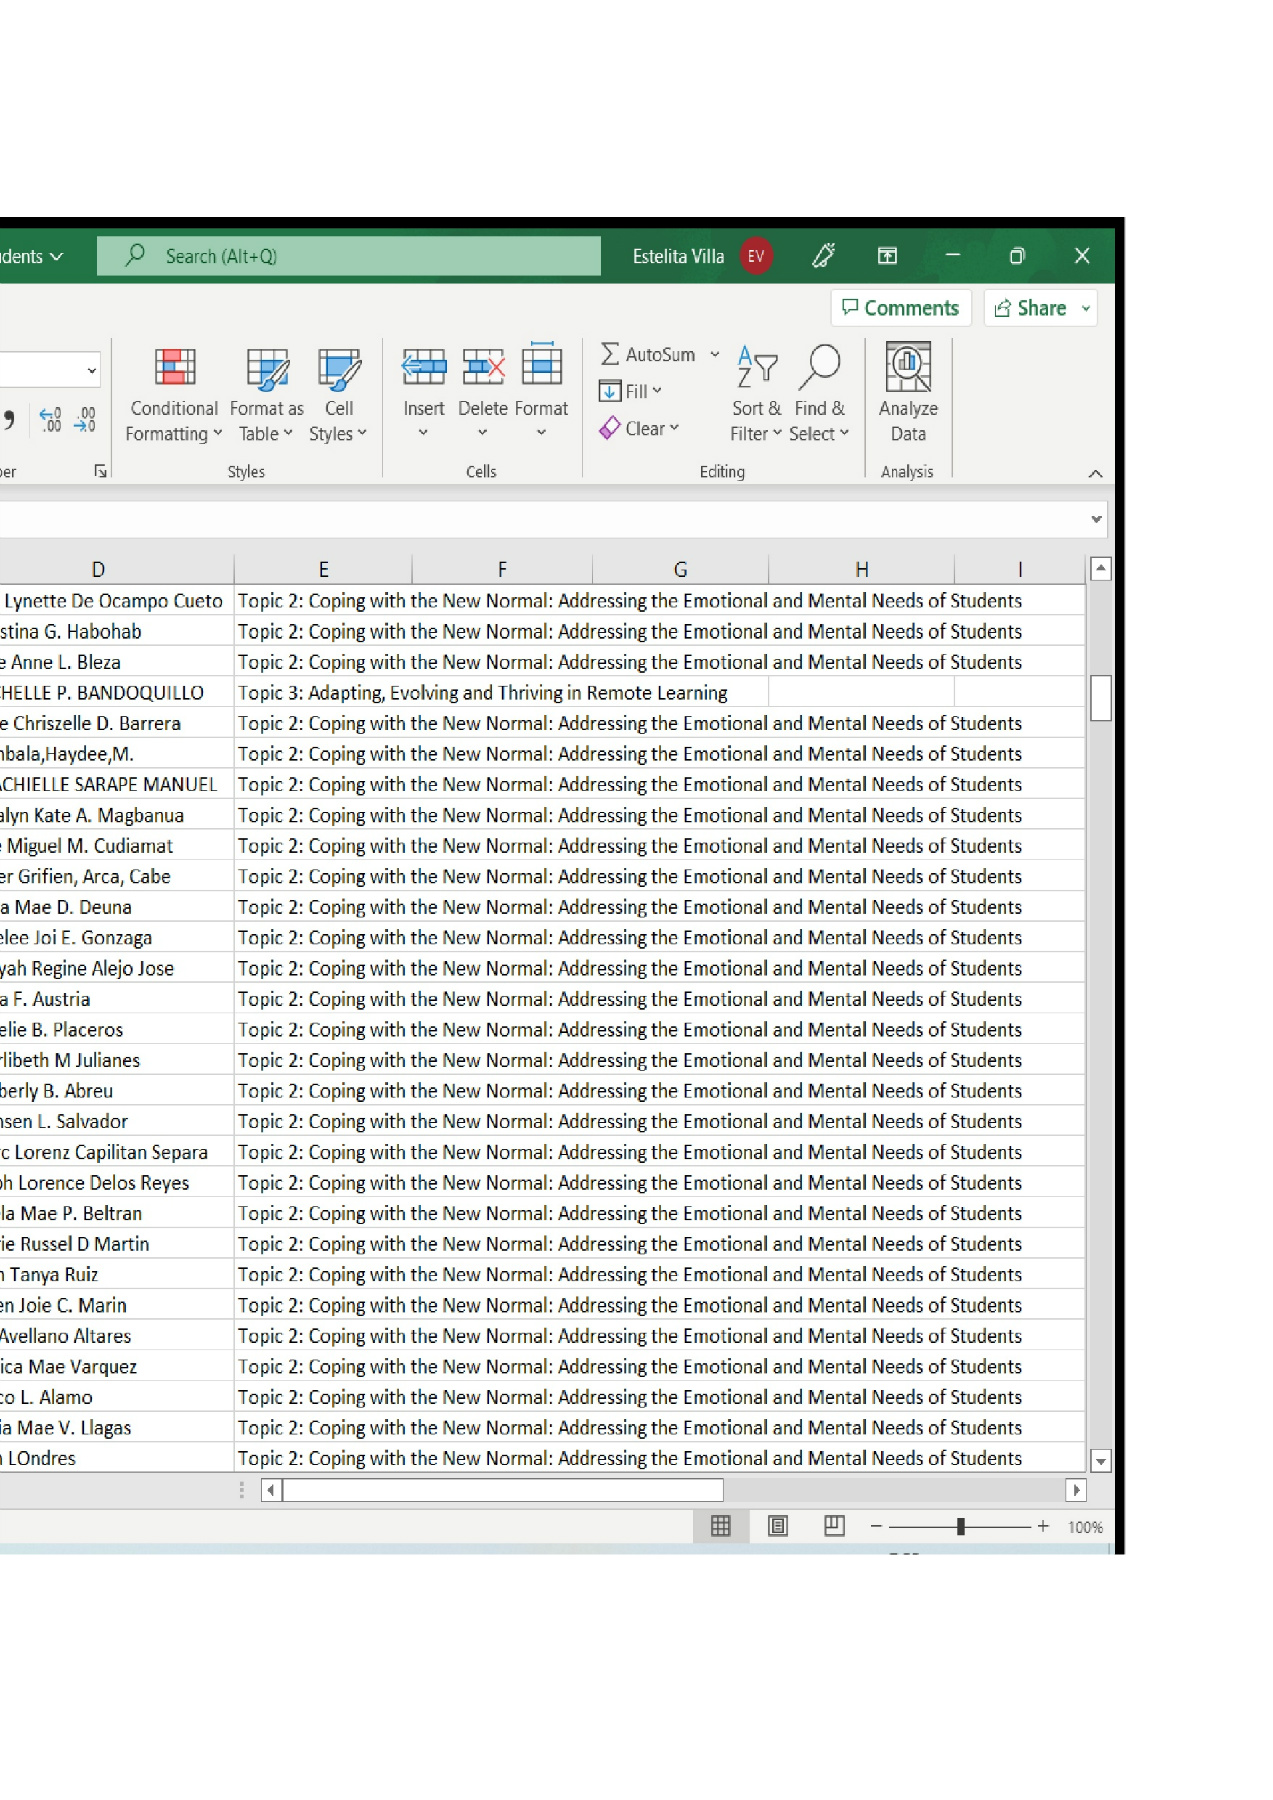 dents
Search (Alt+Q)
Estelita Villa
EV
Comments
Share
AutoSum
Fill
Clear
Conditional Formatting
Format as Table
Cell Styles
Insert
Delete
Format
Sort & Filter
Find & Select
Analyze Data
.00
.00
Styles
Cells
Editing
Analysis
D E F G H I
Lynette De Ocampo Cueto Topic 2: Coping with the New Normal: Addressing the Emotional and Mental Needs of Students
stina G. Habohab Topic 2: Coping with the New Normal: Addressing the Emotional and Mental Needs of Students
e Anne L. Bleza Topic 2: Coping with the New Normal: Addressing the Emotional and Mental Needs of Students
CHELLE P. BANDOQUILLO Topic 3: Adapting, Evolving and Thriving in Remote Learning
e Chriszelle D. Barrera Topic 2: Coping with the New Normal: Addressing the Emotional and Mental Needs of Students
nbala,Haydee,M. Topic 2: Coping with the New Normal: Addressing the Emotional and Mental Needs of Students
ACHIELLE SARAPE MANUEL Topic 2: Coping with the New Normal: Addressing the Emotional and Mental Needs of Students
alyn Kate A. Magbanua Topic 2: Coping with the New Normal: Addressing the Emotional and Mental Needs of Students
e Miguel M. Cudiamat Topic 2: Coping with the New Normal: Addressing the Emotional and Mental Needs of Students
er Grifien, Arca, Cabe Topic 2: Coping with the New Normal: Addressing the Emotional and Mental Needs of Students
a Mae D. Deuna Topic 2: Coping with the New Normal: Addressing the Emotional and Mental Needs of Students
elee Joi E. Gonzaga Topic 2: Coping with the New Normal: Addressing the Emotional and Mental Needs of Students
yah Regine Alejo Jose Topic 2: Coping with the New Normal: Addressing the Emotional and Mental Needs of Students
a F. Austria Topic 2: Coping with the New Normal: Addressing the Emotional and Mental Needs of Students
elie B. Placeros Topic 2: Coping with the New Normal: Addressing the Emotional and Mental Needs of Students
rlibeth M Julianes Topic 2: Coping with the New Normal: Addressing the Emotional and Mental Needs of Students
berly B. Abreu Topic 2: Coping with the New Normal: Addressing the Emotional and Mental Needs of Students
nsen L. Salvador Topic 2: Coping with the New Normal: Addressing the Emotional and Mental Needs of Students
rc Lorenz Capilitan Separa Topic 2: Coping with the New Normal: Addressing the Emotional and Mental Needs of Students
ph Lorence Delos Reyes Topic 2: Coping with the New Normal: Addressing the Emotional and Mental Needs of Students
la Mae P. Beltran Topic 2: Coping with the New Normal: Addressing the Emotional and Mental Needs of Students
rie Russel D Martin Topic 2: Coping with the New Normal: Addressing the Emotional and Mental Needs of Students
n Tanya Ruiz Topic 2: Coping with the New Normal: Addressing the Emotional and Mental Needs of Students
en Joie C. Marin Topic 2: Coping with the New Normal: Addressing the Emotional and Mental Needs of Students
Avellano Altares Topic 2: Coping with the New Normal: Addressing the Emotional and Mental Needs of Students
ica Mae Varquez Topic 2: Coping with the New Normal: Addressing the Emotional and Mental Needs of Students
co L. Alamo Topic 2: Coping with the New Normal: Addressing the Emotional and Mental Needs of Students
ia Mae V. Llagas Topic 2: Coping with the New Normal: Addressing the Emotional and Mental Needs of Students
n LOndres Topic 2: Coping with the New Normal: Addressing the Emotional and Mental Needs of Students
100%